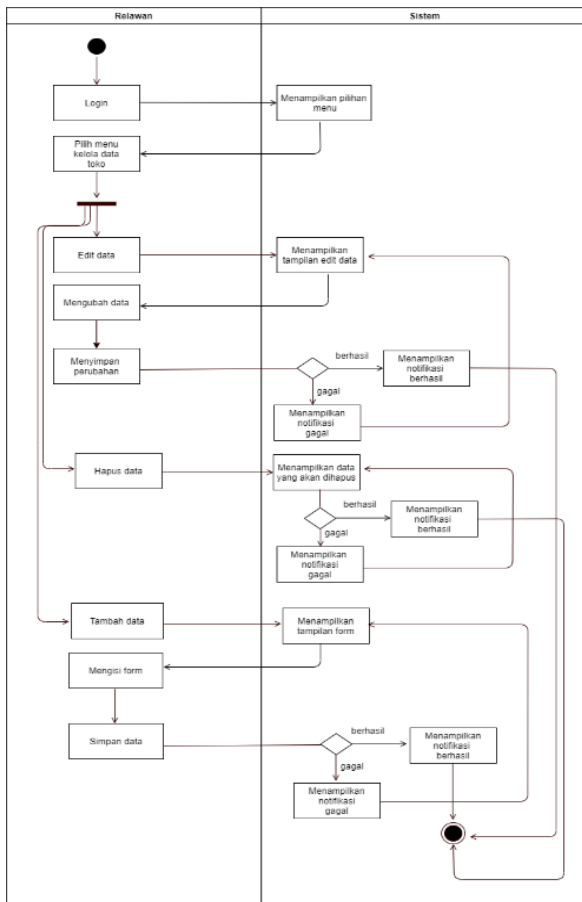 Relawan
Sistem
Login
Menampilkan pilihan
menu
Pilih menu
kelola data
toko
Edit data
Menampilkan
tampilan edit data
Mengubah data
Menyimpan
perubahan
berhasil
Menampilkan
notifikasi
berhasil
gagal
Menampilkan
notifikasi
gagal
Hapus data
Menampilkan data
yang akan dihapus
berhasil
Menampilkan
notifikasi
berhasil
gagal
Menampilkan
notifikasi
gagal
Tambah data
Menampilkan
tampilan form
Mengisi form
Simpan data
berhasil
Menampilkan
notifikasi
berhasil
gagal
Menampilkan
notifikasi
gagal